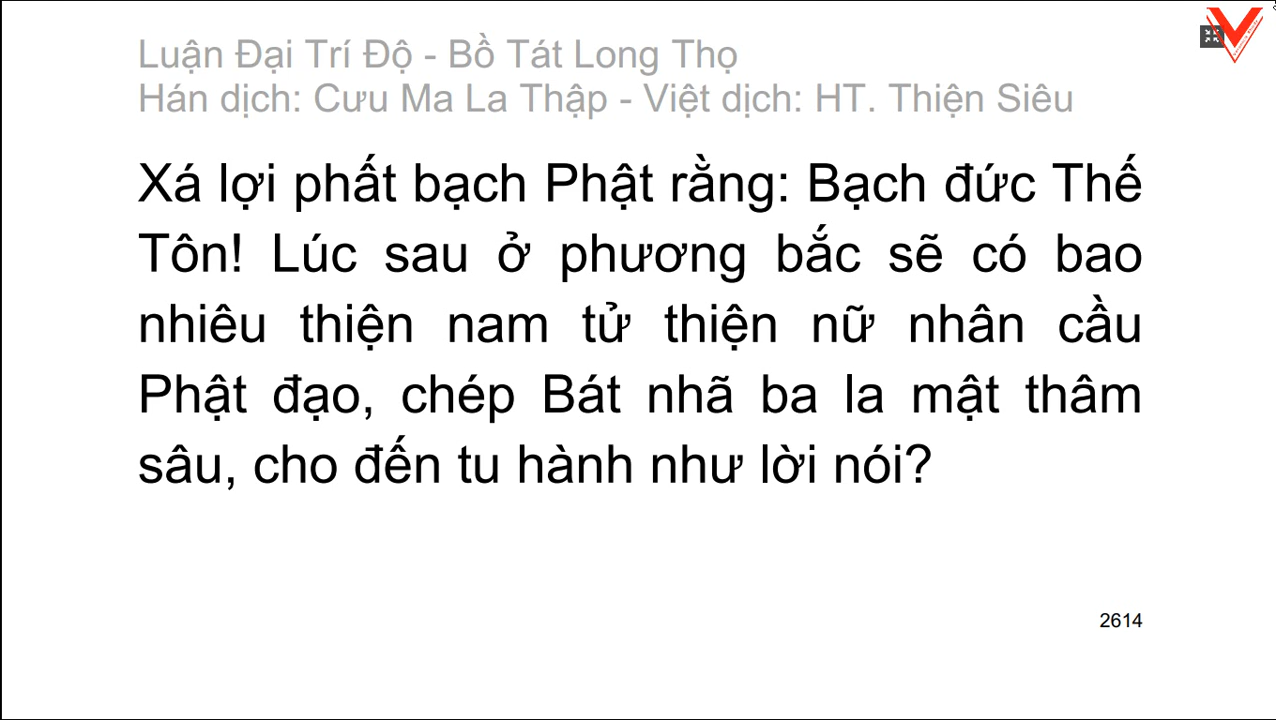 Luận Đại Trí Độ - Bồ Tát Long Thọ
Hán dịch: Cưu Ma La Thập - Việt dịch: HT. Thiện Siêu
Xá lợi phất bạch Phật rằng: Bạch đức Thế
Tôn! Lúc sau ở phương bắc sẽ có bao
nhiêu thiện nam tử thiện nữ nhân cầu
Phật đạo, chép Bát nhã ba la mật thâm
sâu, cho đến tu hành như lời nói?
2614